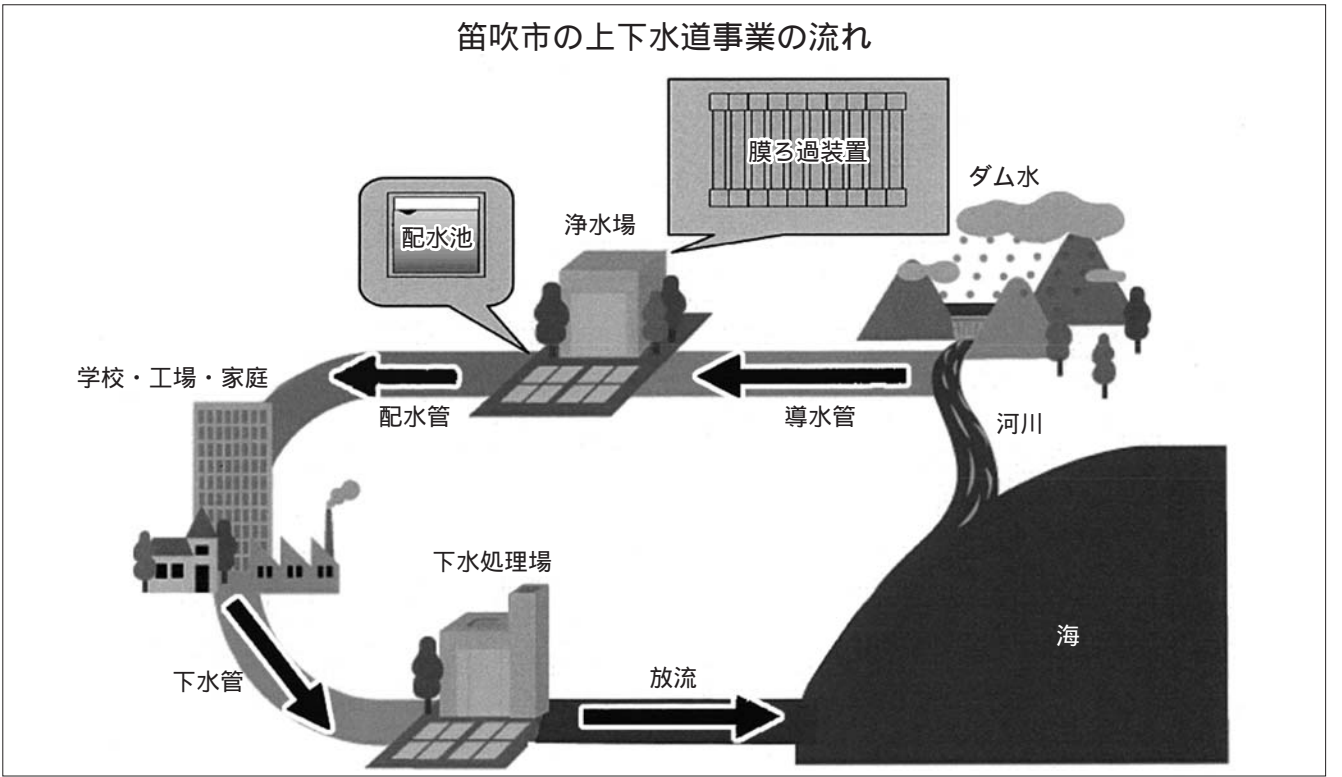 笛吹市の上下水道事業の流れ
膜ろ過装置
ダム水
配水池
浄水場
学校・工場・家庭
配水管
導水管
河川
下水処理場
海
下水管
放流